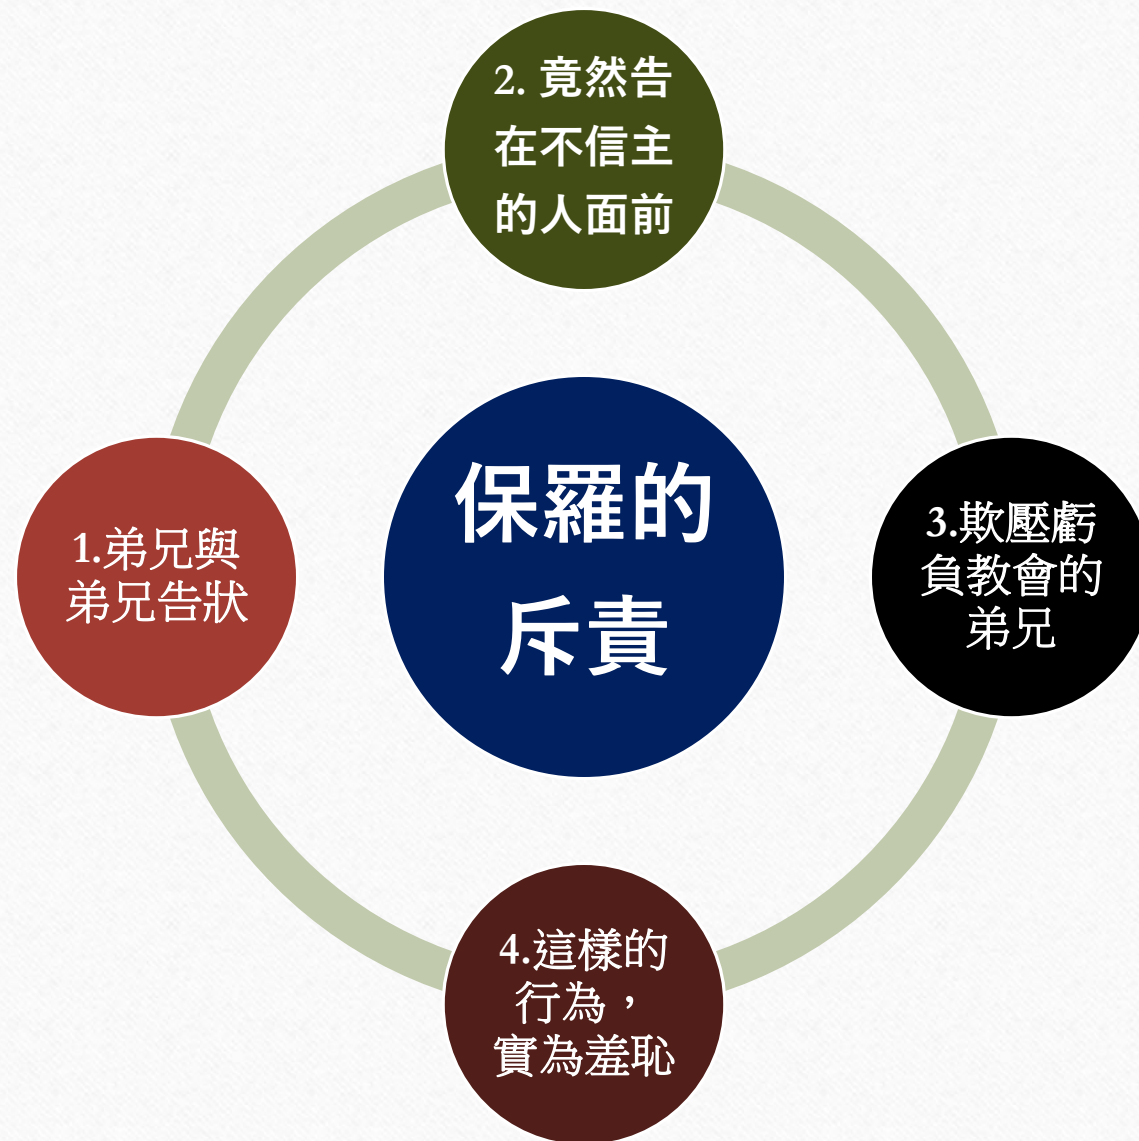 2. 竟然告
在不信主
的人面前
保羅的
斥責
1.弟兄與
弟兄告狀
3.欺壓虧
負教會的
弟兄
4.這樣的
行為，
實為羞恥